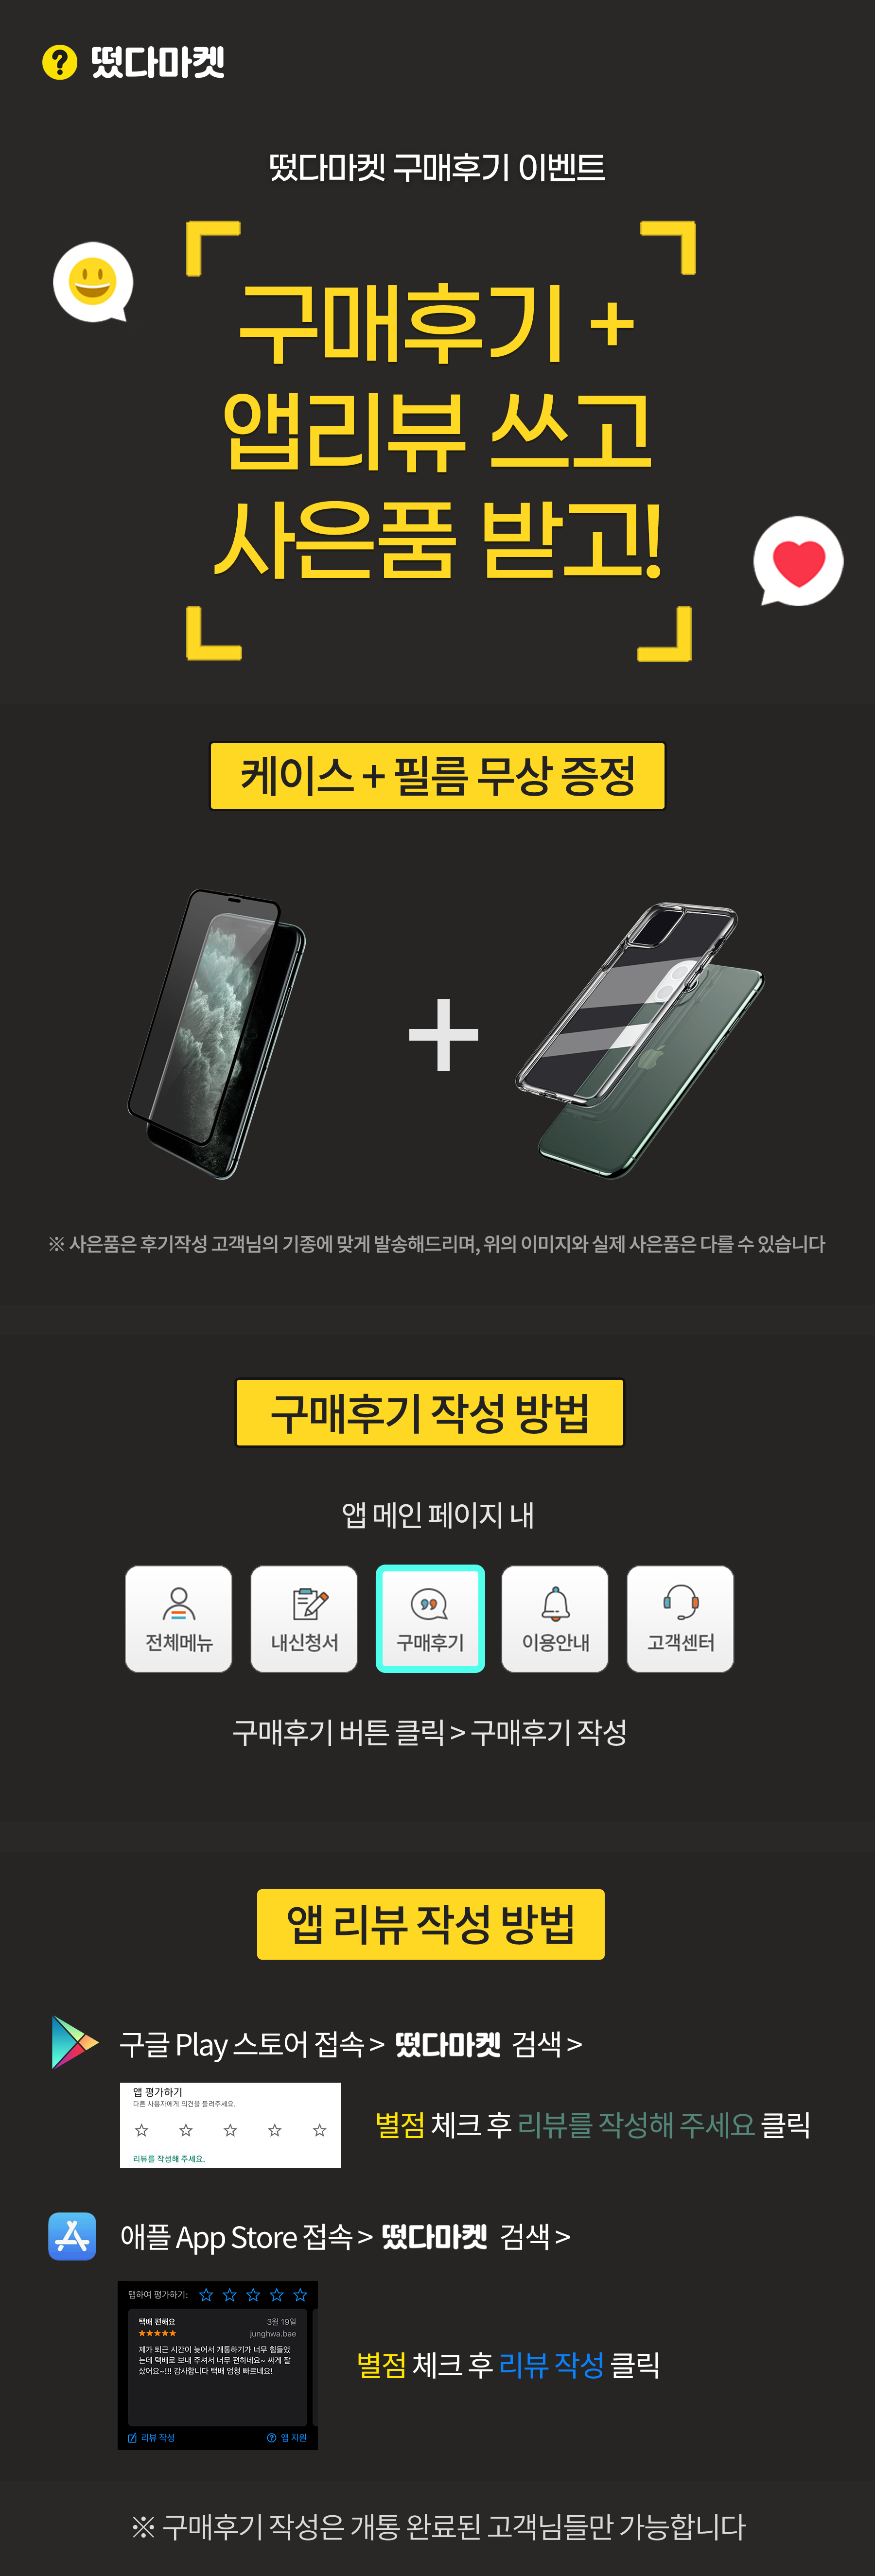 ? 떴다마켓
떴다마켓 구매후기 이벤트
구매후기 +
앱리뷰 쓰고
사은품 받고!
케이스 + 필름 무상 증정
+
※ 사은품은 후기작성 고객님의 기종에 맞게 발송해드리며, 위의 이미지와 실제 사은품은 다를 수 있습니다
구매후기 작성 방법
앱 메인 페이지 내
전체메뉴 내신청서 구매후기 이용안내 고객센터
구매후기 버튼 클릭 > 구매후기 작성
앱 리뷰 작성 방법
구글 Play 스토어 접속 > 떴다마켓 검색 >
앱 평가하기
다른 사용자에게 의견을 들려주세요.
리뷰를 작성해 주세요.
별점 체크 후 리뷰를 작성해 주세요 클릭
애플 App Store 접속 > 떴다마켓 검색 >
탭하여 평가하기:
택배 편해요 3월 19일
★★★★★ junghwa.bae
제가 퇴근 시간이 늦어서 개통하기가 너무 힘들었
는데 택배로 보내 주셔서 너무 편하네요~ 싸게 잘
샀어요~!!! 감사합니다 택배 엄청 빠르네요!
리뷰 작성 앱 지원
별점 체크 후 리뷰 작성 클릭
※ 구매후기 작성은 개통 완료된 고객님들만 가능합니다